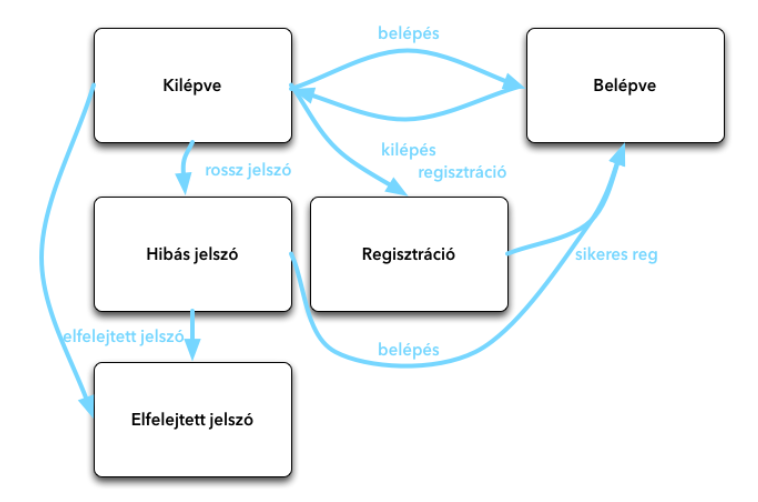 belépés
Kilépve
Belépve
kilépés
rossz jelszó
regisztráció
Hibás jelszó
Regisztráció
sikeres reg
elfelejtett jelszó
belépés
Elfelejtett jelszó